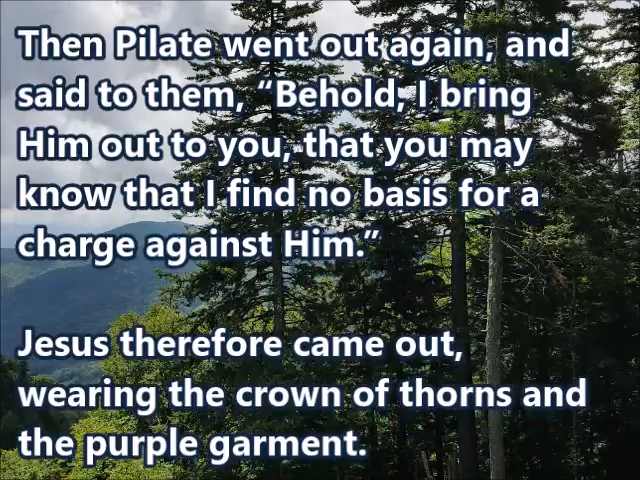 Then Pilate went out again, and
said to them, “Behold, I bring
Him out to you, that you may
know that I find no basis for a
charge against Him.”
Jesus therefore came out,
wearing the crown of thorns and
the purple garment.